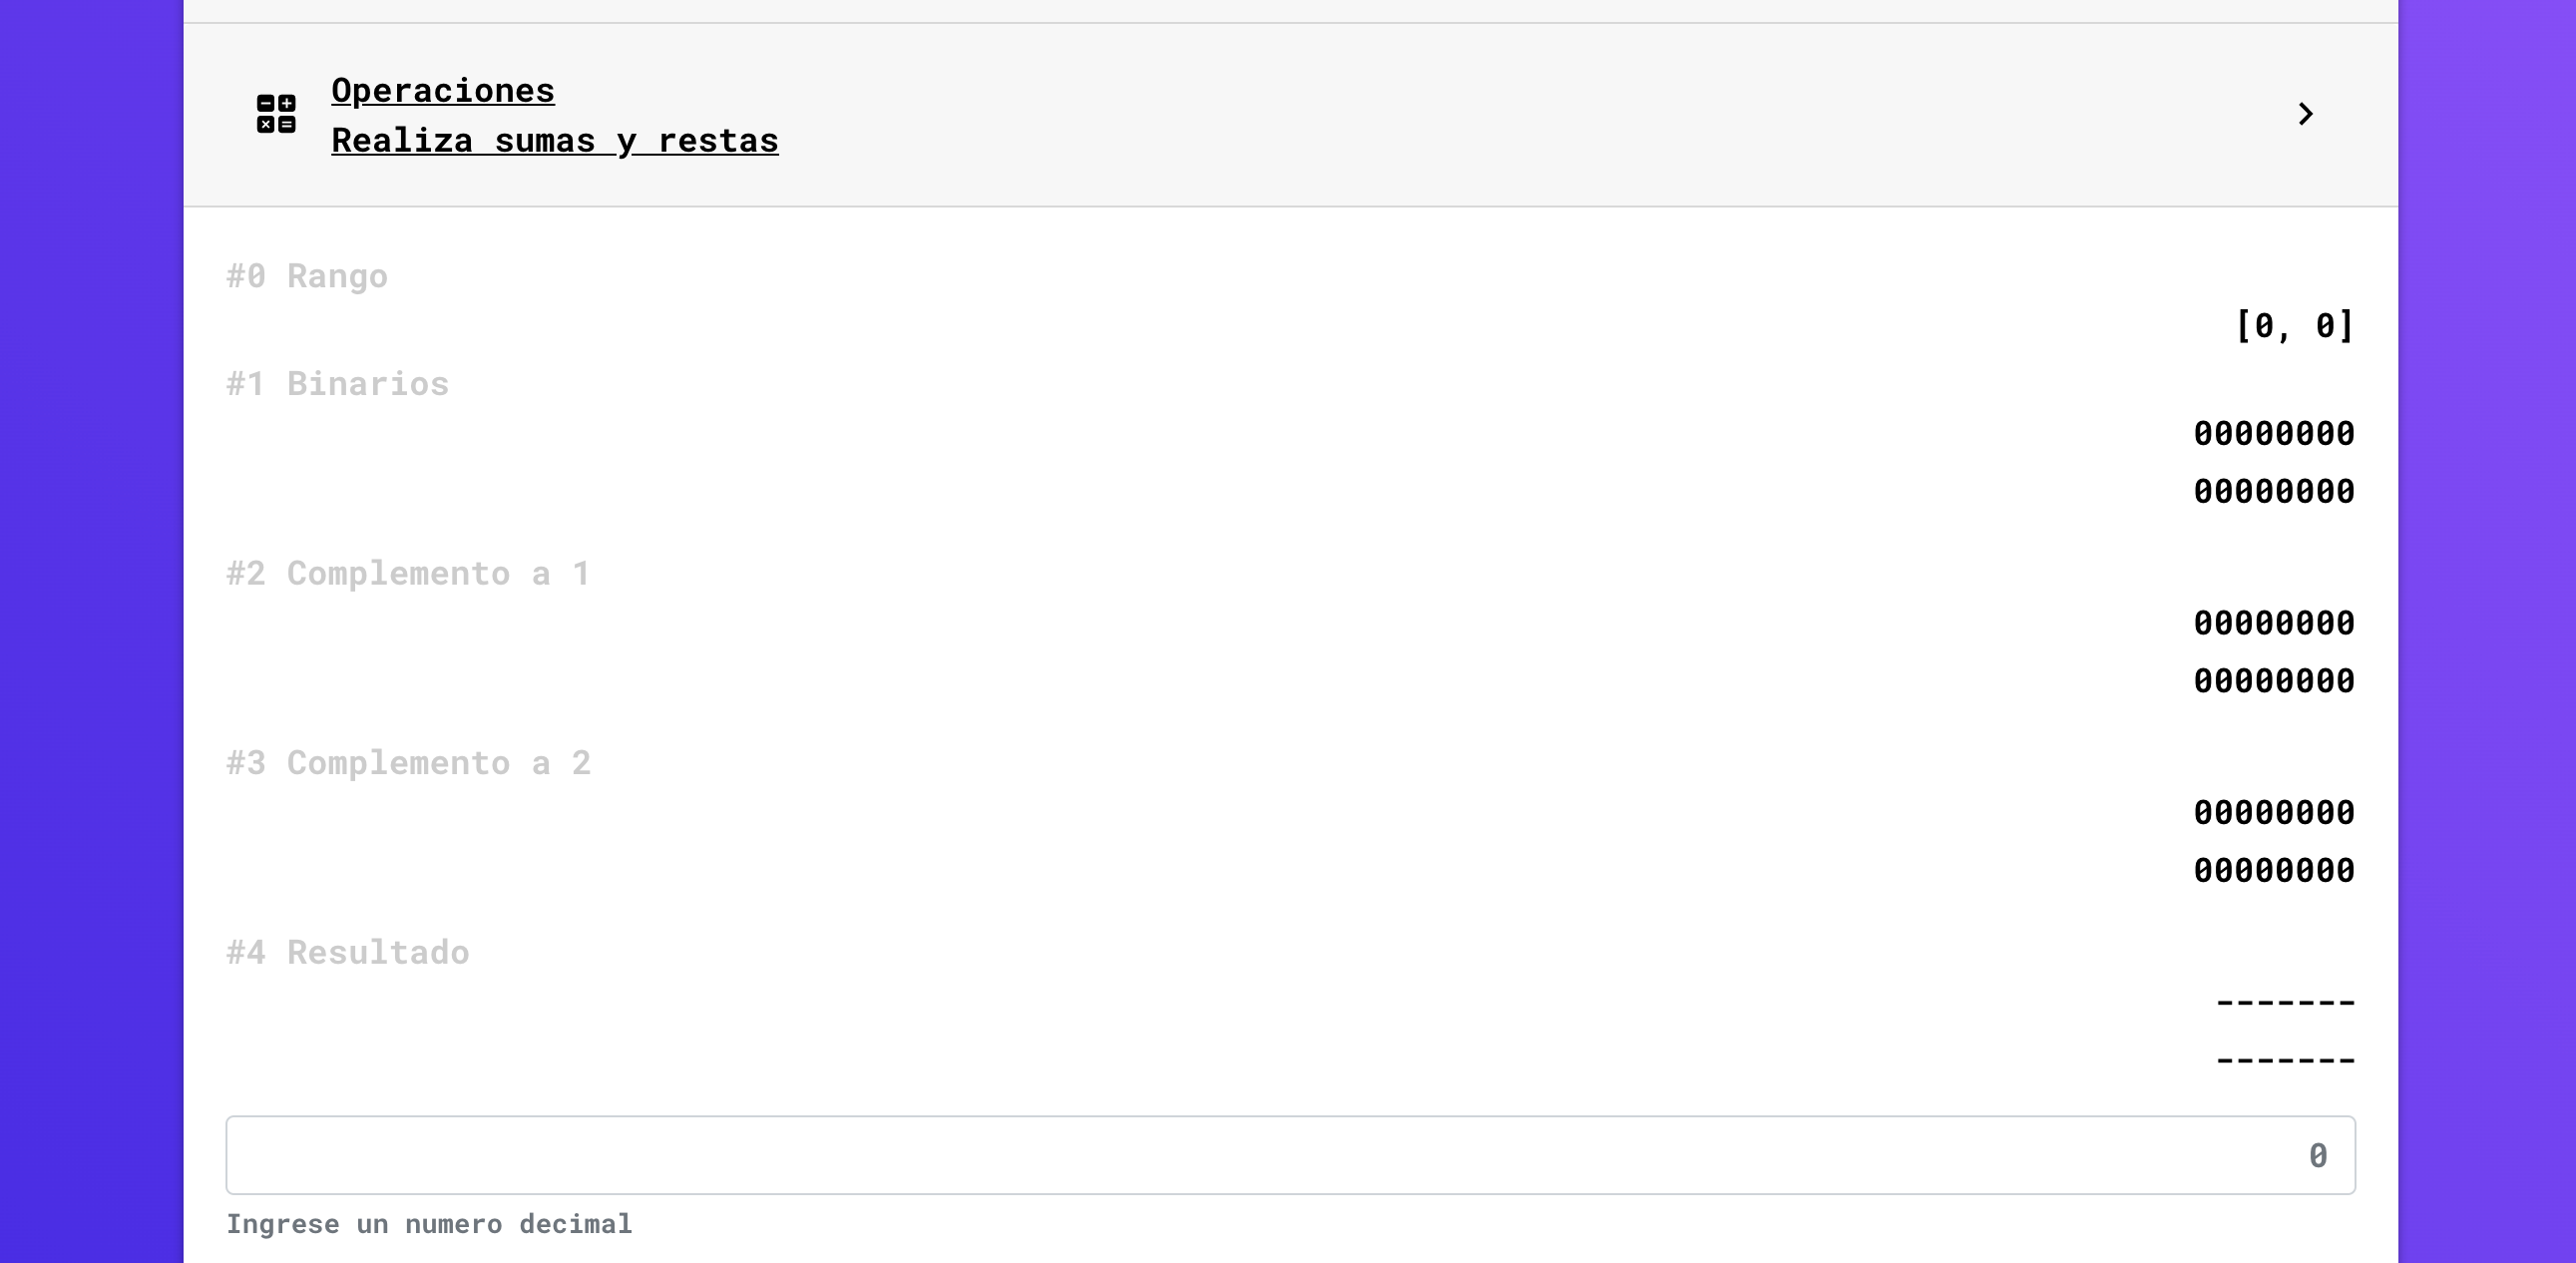 Operaciones
Realiza sumas y restas
#0 Rango
[0, 0]
#1 Binarios
00000000
00000000
#2 Complemento a 1
00000000
00000000
#3 Complemento a 2
00000000
00000000
#4 Resultado
-------
-------
0
Ingrese un numero decimal